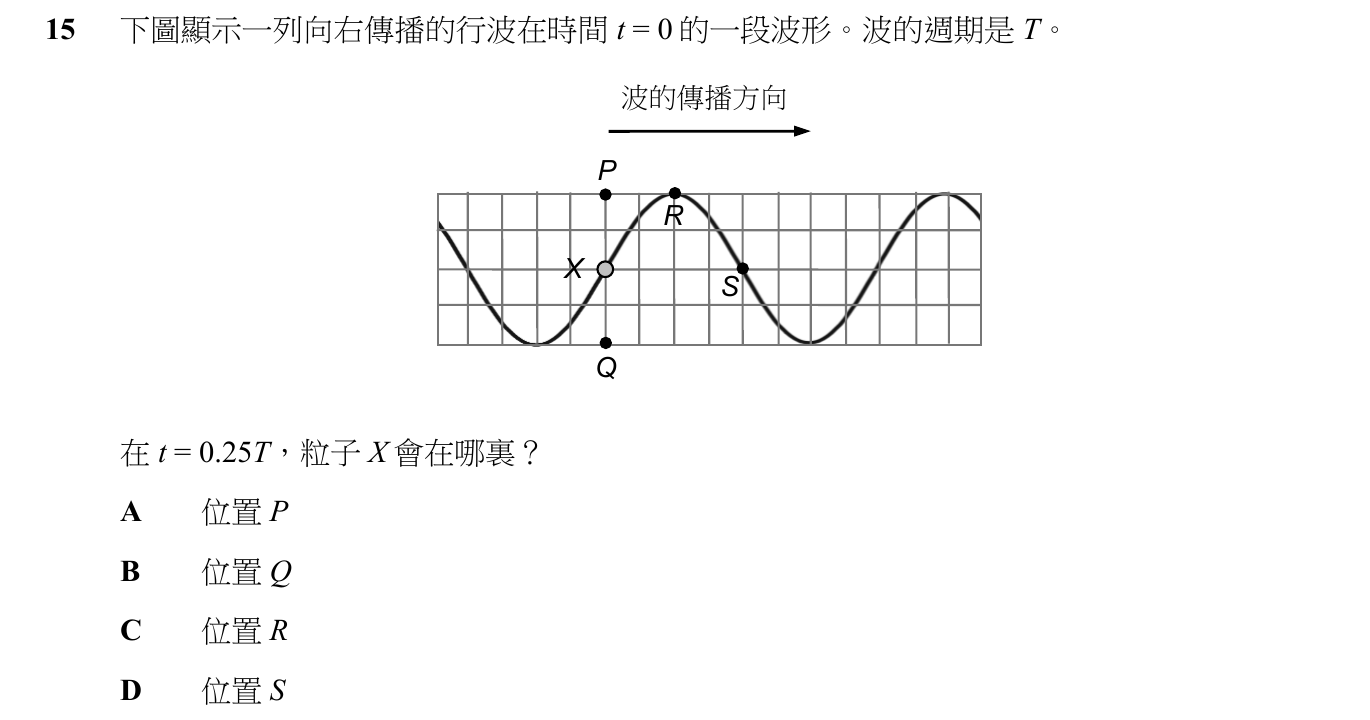 15 下圖顯示一列向右傳播的行波在時間 t = 0 的一段波形。波的週期是 T。
波的傳播方向
P
R
X
S
Q
在 t = 0.25T，粒子 X 會在哪裏？
A 位置 P
B 位置 Q
C 位置 R
D 位置 S